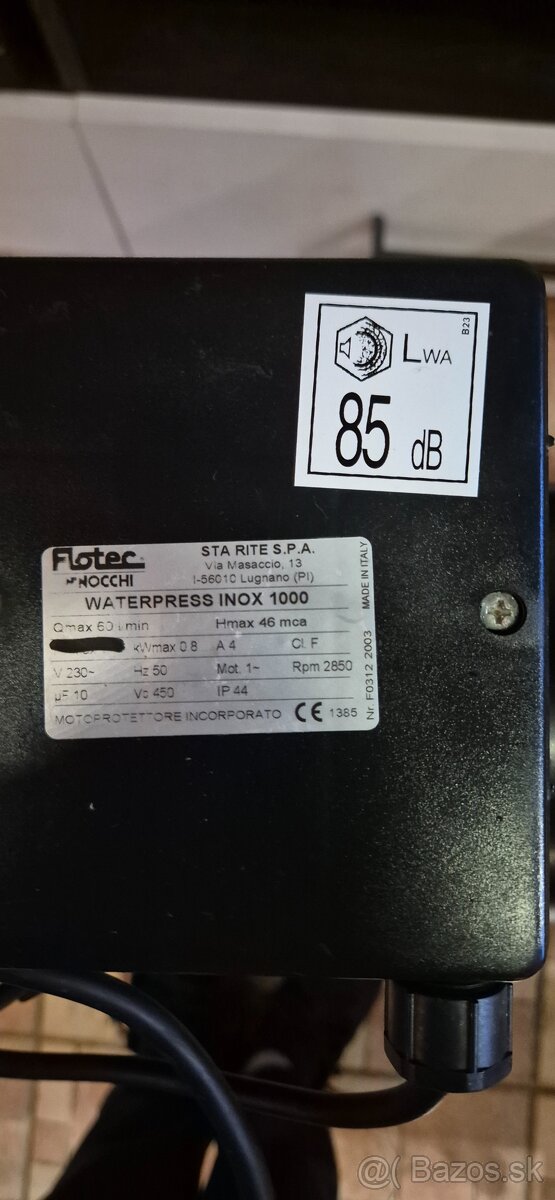 LWA
B23
85 dB
Flotec
NOCCHI
STA RITE S.P.A.
Via Masaccio, 13
I-56010 Lugnano (PI)
WATERPRESS INOX 1000
Qmax 60 l/min Hmax 46 mca
kWmax 0.8 A 4 Cl. F
V 230~ Hz 50 Mot. 1~ Rpm 2850
µF 10 Vc 450 IP 44
MOTOPROTETTORE INCORPORATO CE 1385
Nr. F0312 2003 MADE IN ITALY
@( Bazos.sk